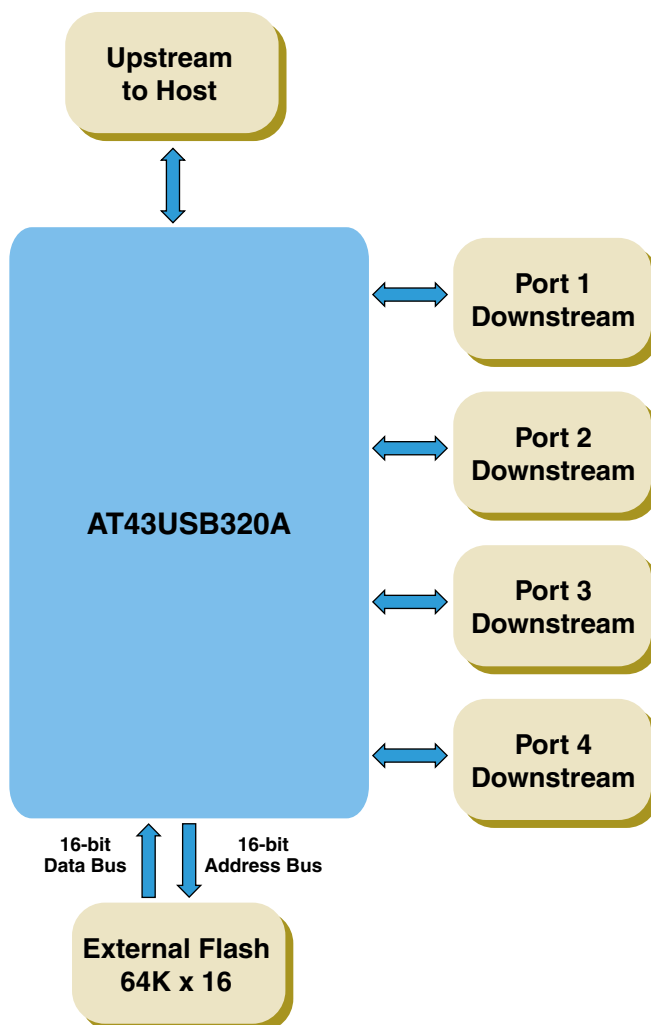 Upstream
to Host
Port 1
Downstream
Port 2
Downstream
AT43USB320A
Port 3
Downstream
Port 4
Downstream
16-bit
Data Bus
16-bit
Address Bus
External Flash
64K x 16